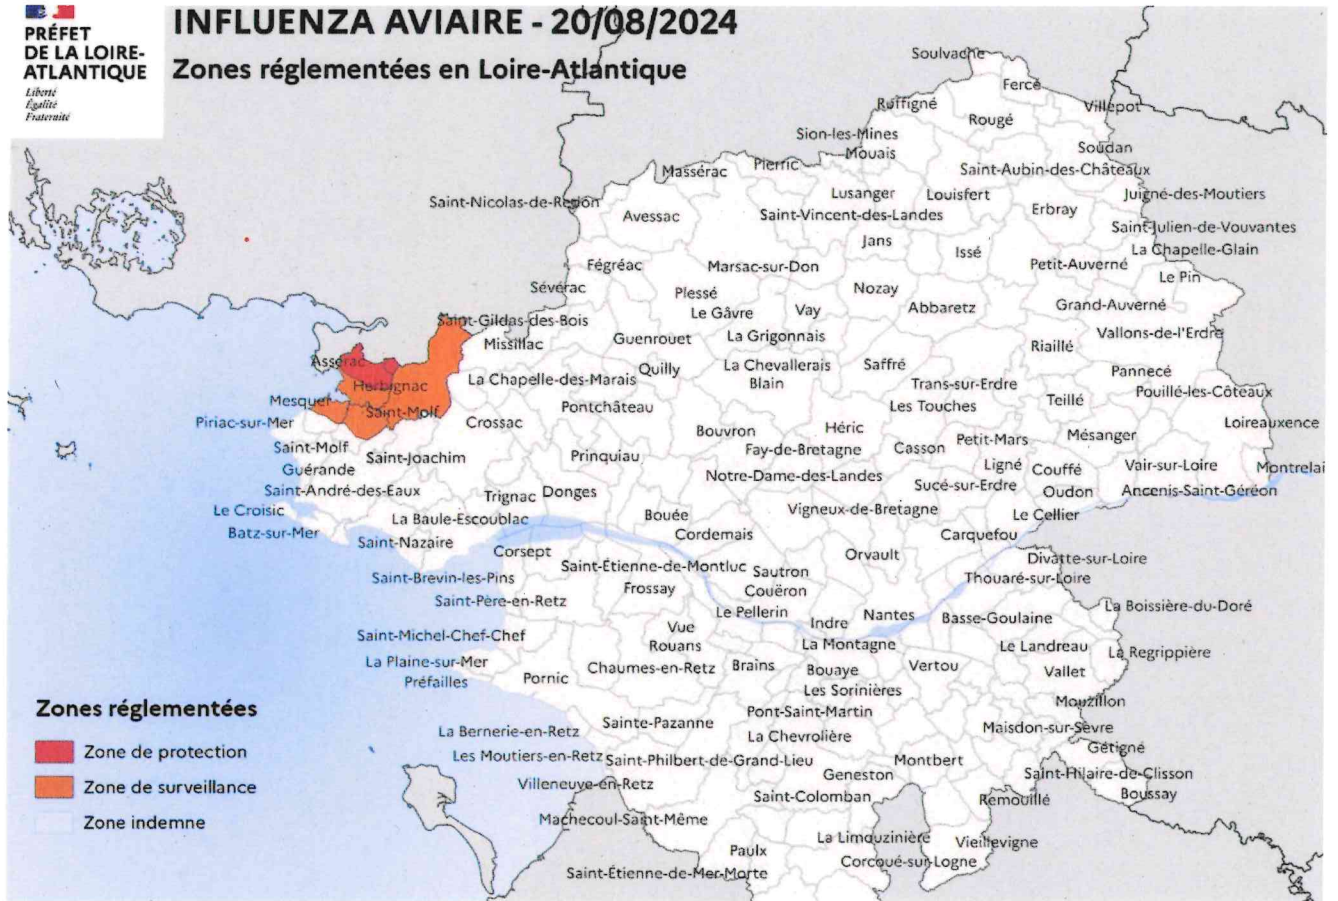 PRÉFET
DE LA LOIRE-
ATLANTIQUE
Liberté
Égalité
Fraternité
INFLUENZA AVIAIRE - 20/08/2024
Zones réglementées en Loire-Atlantique
Soulvache
Fercé
Ruffigné
Villepot
Rougé
Sion-les-Mines
Mouais
Soudan
Pierric
Massérac
Saint-Aubin-des-Châteaux
Saint-Nicolas-de-Redon
Lusanger
Louisfert
Juigné-des-Moutiers
Avessac
Saint-Vincent-des-Landes
Erbray
Saint-Julien-de-Vouvantes
Jans
Issé
La Chapelle-Glain
Fégréac
Marsac-sur-Don
Petit-Auverné
Le Pin
Sévérac
Plessé
Nozay
Abbaretz
Grand-Auverné
Le Gâvre
Vay
Saint-Gildas-des-Bois
Missillac
Guenrouet
La Grigonnais
Vallons-de-l'Erdre
Riaillé
Assérac
Quilly
La Chevallerais
Saffré
Pannecé
Herbignac
La Chapelle-des-Marais
Blain
Trans-sur-Erdre
Pouillé-les-Côteaux
Mesquer
Saint-Molf
Pontchâteau
Les Touches
Teillé
Piriac-sur-Mer
Crossac
Bouvron
Héric
Petit-Mars
Mésanger
Loireauxence
Saint-Molf
Saint-Joachim
Prinquiau
Fay-de-Bretagne
Casson
Guérande
Notre-Dame-des-Landes
Ligné
Couffé
Vair-sur-Loire
Montrelai
Saint-André-des-Eaux
Trignac
Donges
Sucé-sur-Erdre
Oudon
Ancenis-Saint-Géréon
Le Croisic
La Baule-Escoublac
Bouée
Vigneux-de-Bretagne
Le Cellier
Batz-sur-Mer
Saint-Nazaire
Cordemais
Carquefou
Corsept
Orvault
Divatte-sur-Loire
Saint-Étienne-de-Montluc
Sautron
Thouaré-sur-Loire
Saint-Brevin-les-Pins
Frossay
Couëron
Saint-Père-en-Retz
Le Pellerin
Indre
Nantes
Basse-Goulaine
La Boissière-du-Doré
Saint-Michel-Chef-Chef
Vue
Rouans
La Montagne
Le Landreau
La Regrippière
La Plaine-sur-Mer
Préfailles
Pornic
Chaumes-en-Retz
Brains
Bouaye
Vertou
Vallet
Les Sorinières
Mouzillon
Zones réglementées
Sainte-Pazanne
Pont-Saint-Martin
Maisdon-sur-Sèvre
La Bernerie-en-Retz
La Chevrolière
Gétigné
Zone de protection
Les Moutiers-en-Retz
Saint-Philbert-de-Grand-Lieu
Montbert
Geneston
Saint-Hilaire-de-Clisson
Zone de surveillance
Villeneuve-en-Retz
Saint-Colomban
Remouillé
Boussay
Zone indemne
Machecoul-Saint-Même
La Limouzinière
Vieillevigne
Paulx
Corcoué-sur-Logne
Saint-Étienne-de-Mer-Morte